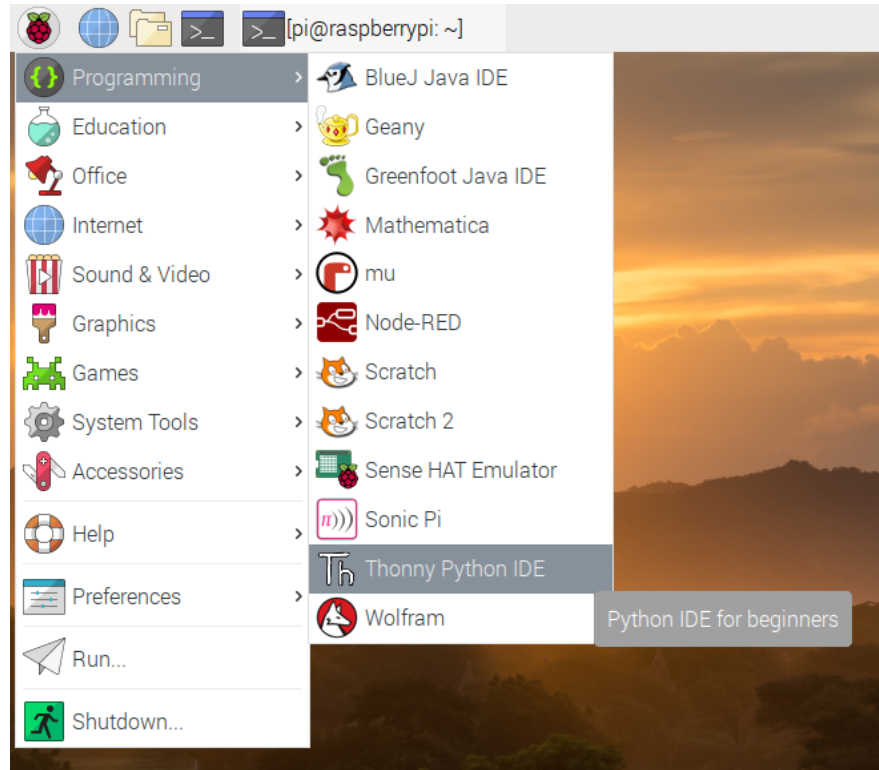 [pi@raspberrypi: ~]
Programming
Education
Office
Internet
Sound & Video
Graphics
Games
System Tools
Accessories
Help
Preferences
Run...
Shutdown...
BlueJ Java IDE
Geany
Greenfoot Java IDE
Mathematica
mu
Node-RED
Scratch
Scratch 2
Sense HAT Emulator
Sonic Pi
Thonny Python IDE
Wolfram
Python IDE for beginners